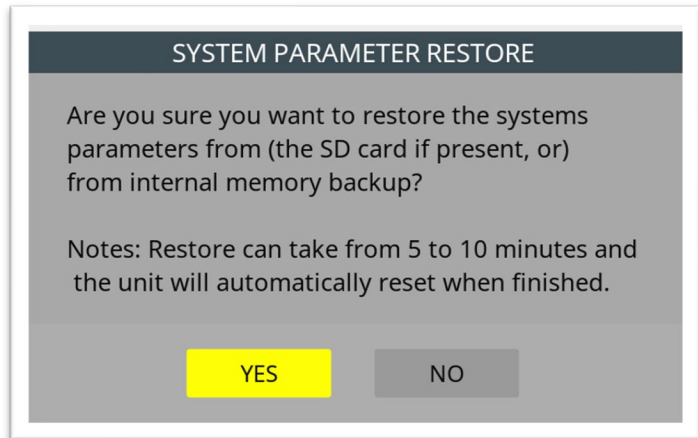 SYSTEM PARAMETER RESTORE
Are you sure you want to restore the systems
parameters from (the SD card if present, or)
from internal memory backup?
Notes: Restore can take from 5 to 10 minutes and
the unit will automatically reset when finished.
YES
NO